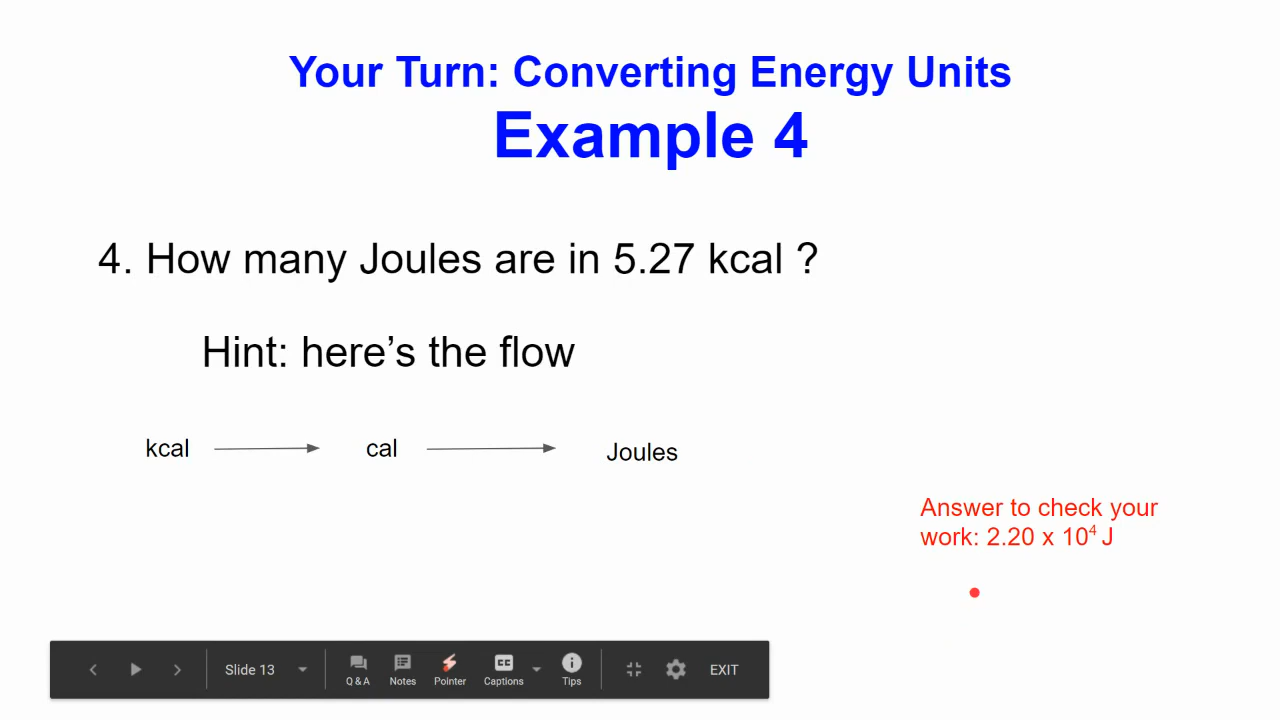 Your Turn: Converting Energy Units
Example 4
4. How many Joules are in 5.27 kcal ?
Hint: here’s the flow
kcal cal Joules
Answer to check your
work: 2.20 x 10⁴ J
Slide 13 Q & A Notes Pointer CC Captions Tips EXIT